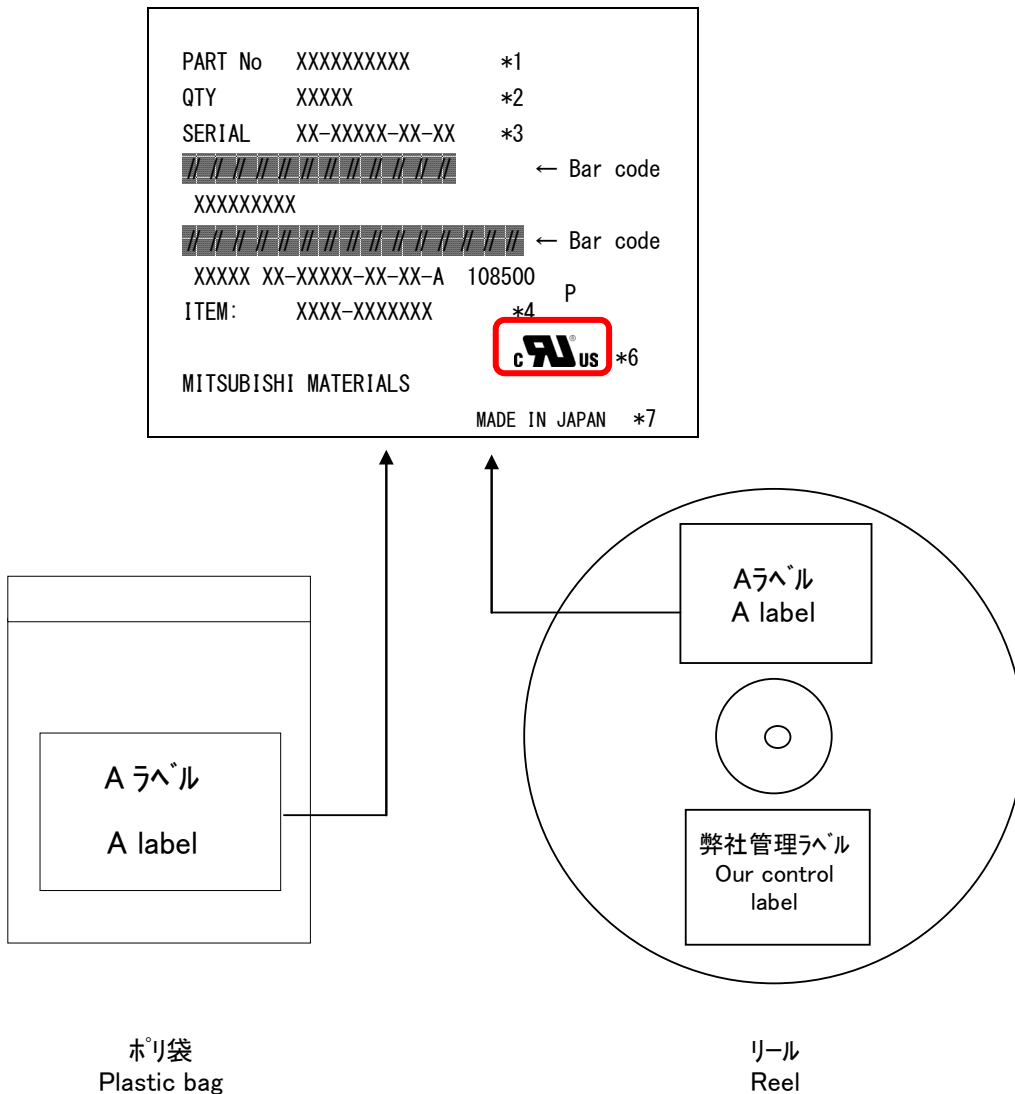 PART No XXXXXXXXXX *1
QTY XXXXX *2
SERIAL XX-XXXXX-XX-XX *3
← Bar code
XXXXXXXXX
← Bar code
XXXXX XX-XXXXX-XX-XX-A 108500
P
ITEM: XXXX-XXXXXXX *4
c RU ® US *6
MITSUBISHI MATERIALS
MADE IN JAPAN *7
Aラベル
A label
A ラベル
A label
弊社管理ラベル
Our control
label
ポリ袋
Plastic bag
リール
Reel